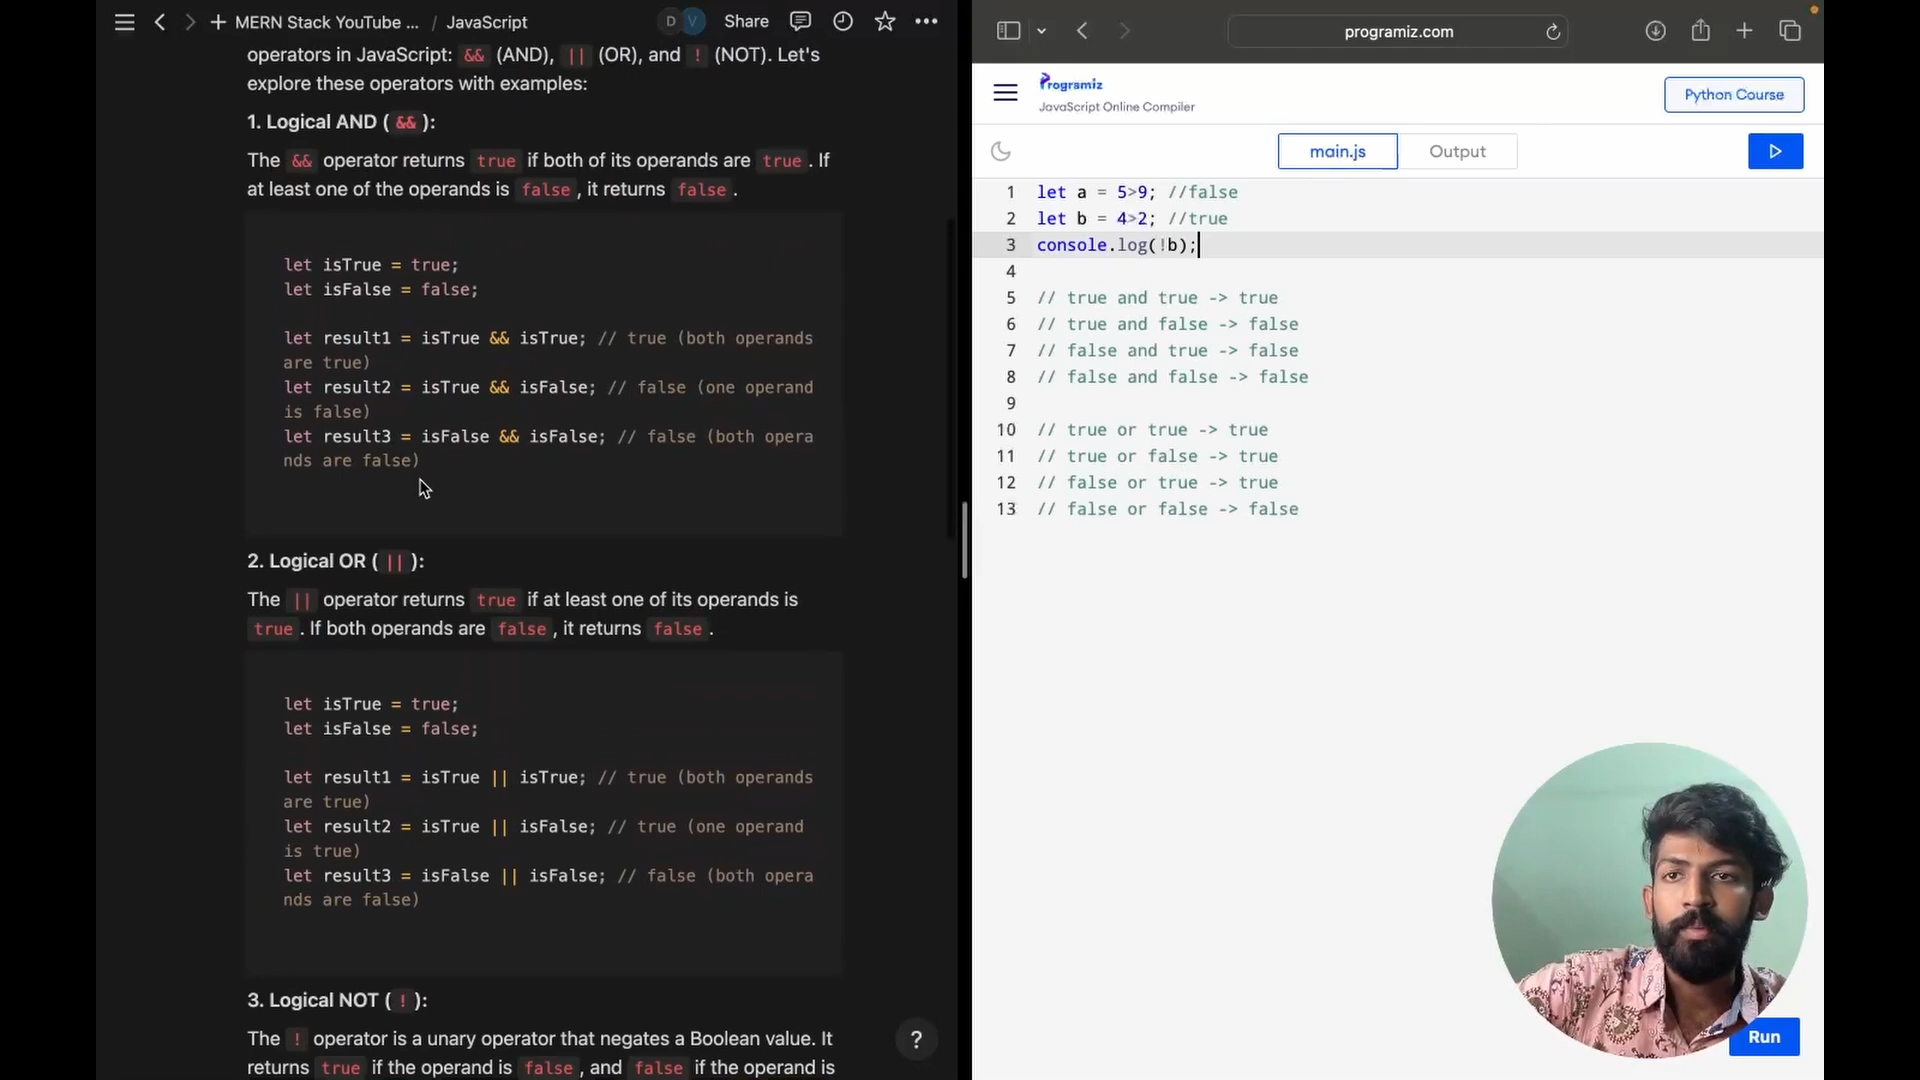 MERN Stack YouTube ... / JavaScript
D V Share
operators in JavaScript: && (AND), || (OR), and ! (NOT). Let's
explore these operators with examples:
1. Logical AND ( && ):
The && operator returns true if both of its operands are true . If
at least one of the operands is false , it returns false .
let isTrue = true;
let isFalse = false;
let result1 = isTrue && isTrue; // true (both operands
are true)
let result2 = isTrue && isFalse; // false (one operand
is false)
let result3 = isFalse && isFalse; // false (both opera
nds are false)
2. Logical OR ( || ):
The || operator returns true if at least one of its operands is
true . If both operands are false , it returns false .
let isTrue = true;
let isFalse = false;
let result1 = isTrue || isTrue; // true (both operands
are true)
let result2 = isTrue || isFalse; // true (one operand
is true)
let result3 = isFalse || isFalse; // false (both opera
nds are false)
3. Logical NOT ( ! ):
The ! operator is a unary operator that negates a Boolean value. It
returns true if the operand is false , and false if the operand is
?
programiz.com
Programiz
JavaScript Online Compiler
Python Course
main.js
Output
1 let a = 5>9; //false
2 let b = 4>2; //true
3 console.log(!b);
4
5 // true and true -> true
6 // true and false -> false
7 // false and true -> false
8 // false and false -> false
9
10 // true or true -> true
11 // true or false -> true
12 // false or true -> true
13 // false or false -> false
Run